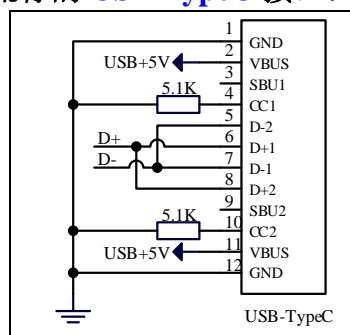 USB-TypeC
1 GND
USB+5V 2 VBUS
3 SBU1
5.1K 4 CC1
5 D-2
D+ 6 D+1
D- 7 D-1
8 D+2
9 SBU2
5.1K 10 CC2
USB+5V 11 VBUS
12 GND
USB-TypeC